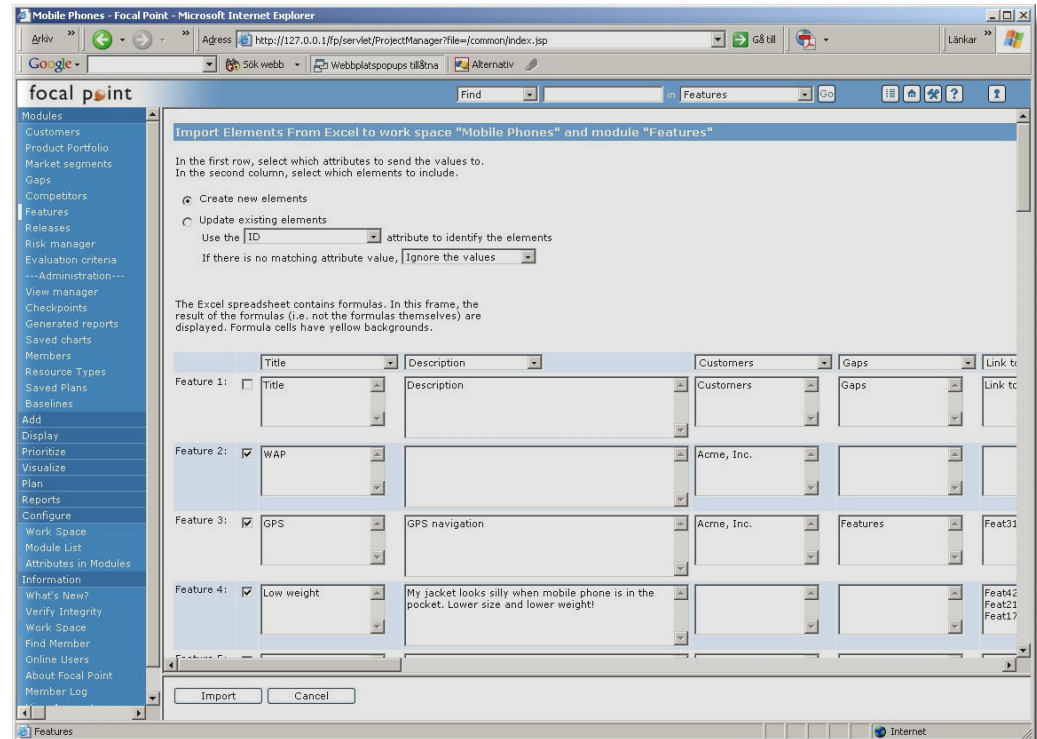 Mobile Phones - Focal Point - Microsoft Internet Explorer
Arkiv » » Adress http://127.0.0.1/fp/servlet/ProjectManager?file=/common/index.jsp Gå till Länkar »
Google Sök webb Webbplatspopups tillåtna Alternativ
focal point Find in Features Go ?
Modules
Customers
Product Portfolio
Market segments
Gaps
Competitors
Features
Releases
Risk manager
Evaluation criteria
---Administration---
View manager
Checkpoints
Generated reports
Saved charts
Members
Resource Types
Saved Plans
Baselines
Add
Display
Prioritize
Visualize
Plan
Reports
Configure
Work Space
Module List
Attributes in Modules
Information
What's New?
Verify Integrity
Work Space
Find Member
Online Users
About Focal Point
Member Log
Import Elements From Excel to work space "Mobile Phones" and module "Features"
In the first row, select which attributes to send the values to.
In the second column, select which elements to include.
Create new elements
Update existing elements
Use the ID attribute to identify the elements
If there is no matching attribute value, Ignore the values
The Excel spreadsheet contains formulas. In this frame, the
result of the formulas (i.e. not the formulas themselves) are
displayed. Formula cells have yellow backgrounds.
Title Description Customers Gaps Link to
Feature 1: Title Description Customers Gaps Link to
Feature 2: WAP Acme, Inc.
Feature 3: GPS GPS navigation Acme, Inc. Features Feat31
Feature 4: Low weight My jacket looks silly when mobile phone is in the Feat42
pocket. Lower size and lower weight! Feat21
Feat17
Import Cancel
Features Internet